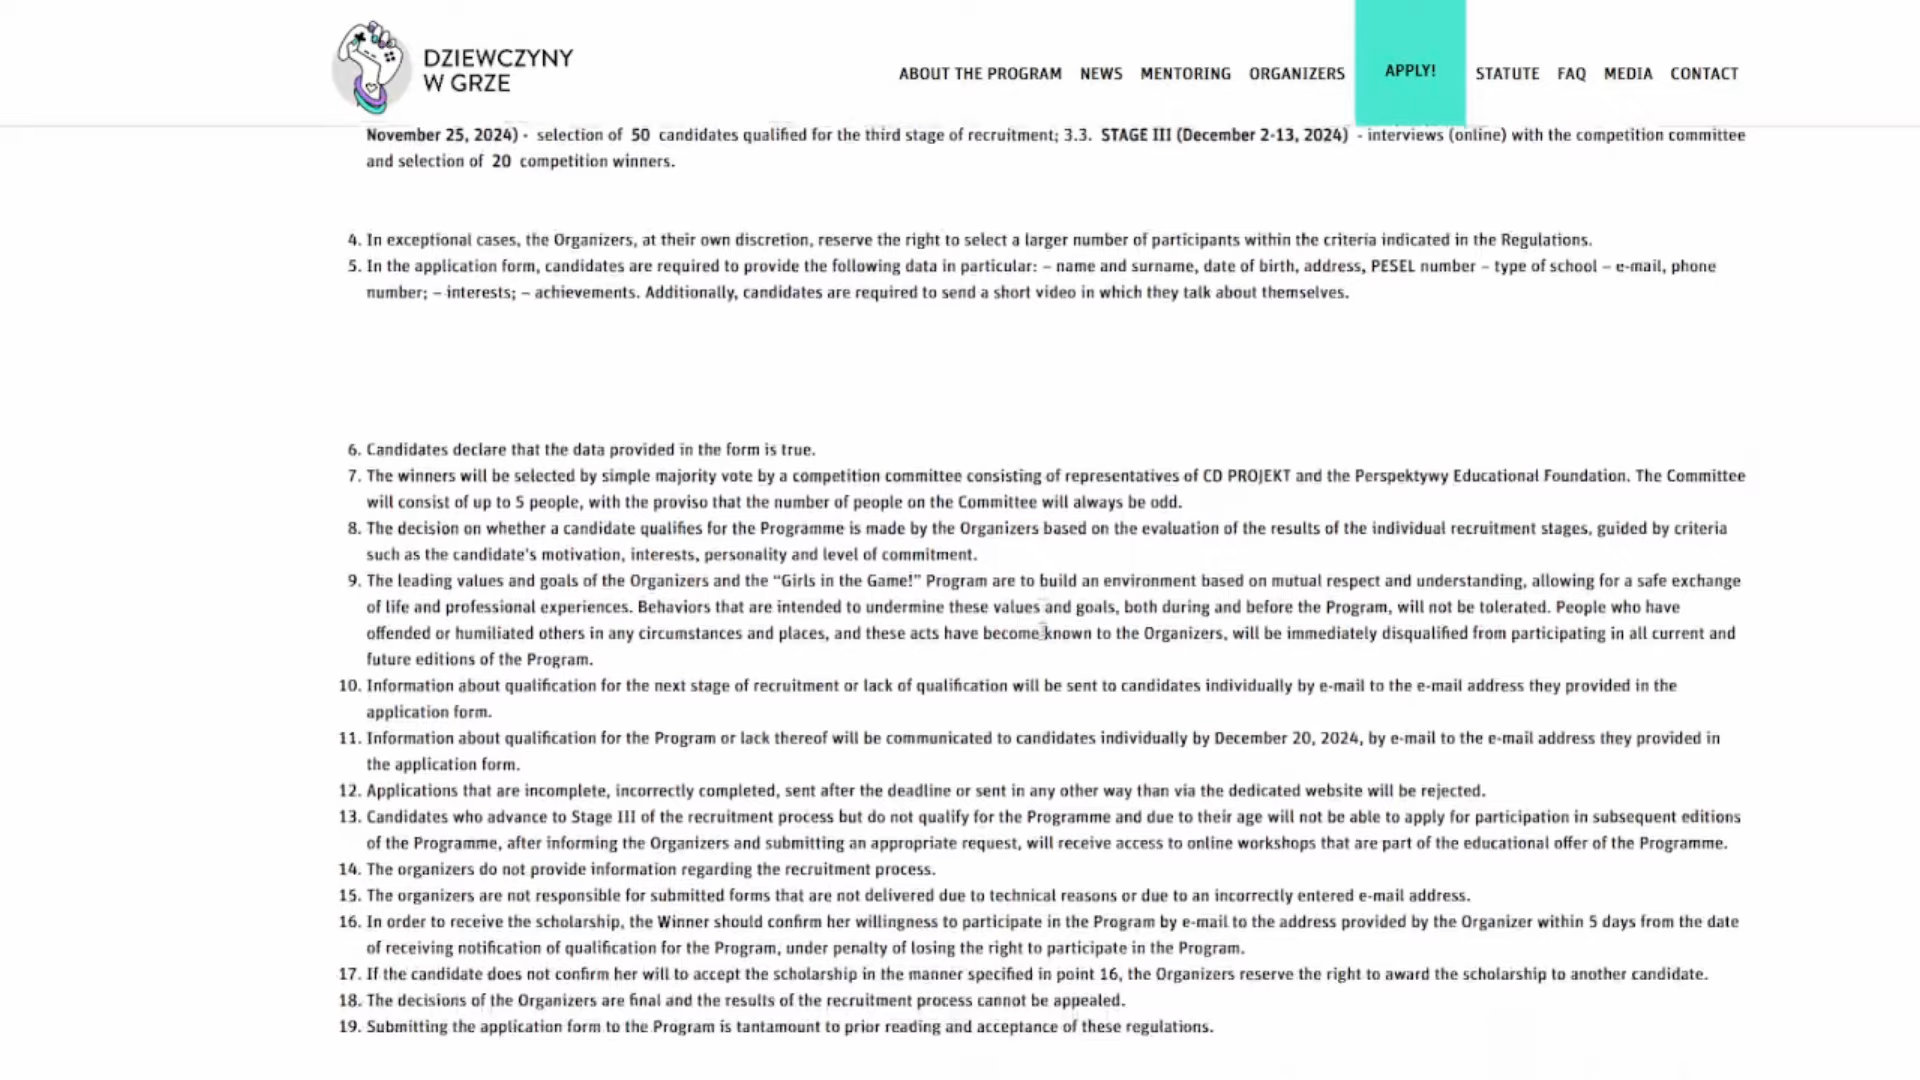 DZIEWCZYNY
W GRZE
ABOUT THE PROGRAM NEWS MENTORING ORGANIZERS APPLY! STATUTE FAQ MEDIA CONTACT
November 25, 2024) - selection of 50 candidates qualified for the third stage of recruitment; 3.3. STAGE III (December 2-13, 2024) - interviews (online) with the competition committee
and selection of 20 competition winners.
4. In exceptional cases, the Organizers, at their own discretion, reserve the right to select a larger number of participants within the criteria indicated in the Regulations.
5. In the application form, candidates are required to provide the following data in particular: – name and surname, date of birth, address, PESEL number – type of school – e-mail, phone
number; – interests; – achievements. Additionally, candidates are required to send a short video in which they talk about themselves.
6. Candidates declare that the data provided in the form is true.
7. The winners will be selected by simple majority vote by a competition committee consisting of representatives of CD PROJEKT and the Perspektywy Educational Foundation. The Committee
will consist of up to 5 people, with the proviso that the number of people on the Committee will always be odd.
8. The decision on whether a candidate qualifies for the Programme is made by the Organizers based on the evaluation of the results of the individual recruitment stages, guided by criteria
such as the candidate's motivation, interests, personality and level of commitment.
9. The leading values and goals of the Organizers and the “Girls in the Game!” Program are to build an environment based on mutual respect and understanding, allowing for a safe exchange
of life and professional experiences. Behaviors that are intended to undermine these values and goals, both during and before the Program, will not be tolerated. People who have
offended or humiliated others in any circumstances and places, and these acts have become known to the Organizers, will be immediately disqualified from participating in all current and
future editions of the Program.
10. Information about qualification for the next stage of recruitment or lack of qualification will be sent to candidates individually by e-mail to the e-mail address they provided in the
application form.
11. Information about qualification for the Program or lack thereof will be communicated to candidates individually by December 20, 2024, by e-mail to the e-mail address they provided in
the application form.
12. Applications that are incomplete, incorrectly completed, sent after the deadline or sent in any other way than via the dedicated website will be rejected.
13. Candidates who advance to Stage III of the recruitment process but do not qualify for the Programme and due to their age will not be able to apply for participation in subsequent editions
of the Programme, after informing the Organizers and submitting an appropriate request, will receive access to online workshops that are part of the educational offer of the Programme.
14. The organizers do not provide information regarding the recruitment process.
15. The organizers are not responsible for submitted forms that are not delivered due to technical reasons or due to an incorrectly entered e-mail address.
16. In order to receive the scholarship, the Winner should confirm her willingness to participate in the Program by e-mail to the address provided by the Organizer within 5 days from the date
of receiving notification of qualification for the Program, under penalty of losing the right to participate in the Program.
17. If the candidate does not confirm her will to accept the scholarship in the manner specified in point 16, the Organizers reserve the right to award the scholarship to another candidate.
18. The decisions of the Organizers are final and the results of the recruitment process cannot be appealed.
19. Submitting the application form to the Program is tantamount to prior reading and acceptance of these regulations.